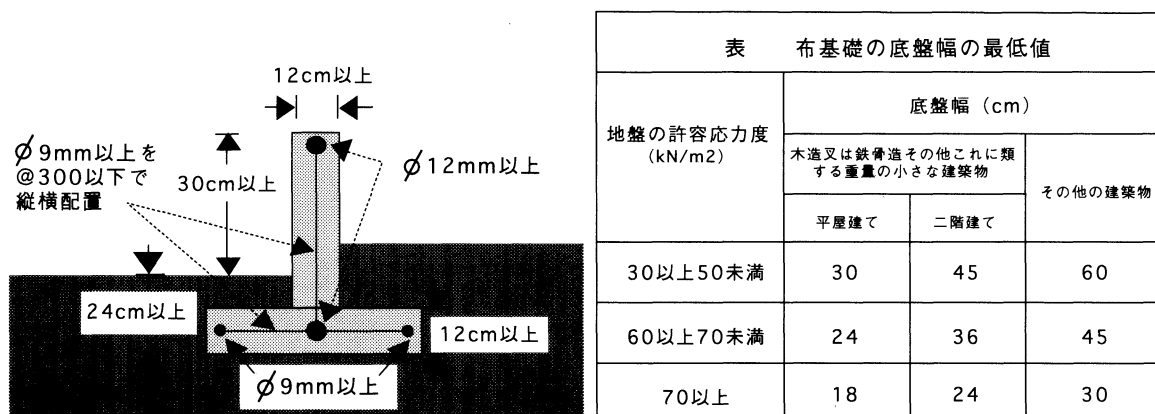 12cm以上
φ9mm以上を
@300以下で
縦横配置
30cm以上
φ12mm以上
24cm以上
12cm以上
φ9mm以上
表 布基礎の底盤幅の最低値
地盤の許容応力度
(kN/m2)
底盤幅（cm）
木造又は鉄骨造その他これに類
する重量の小さな建築物
その他の建築物
平屋建て 二階建て
30以上50未満 30 45 60
60以上70未満 24 36 45
70以上 18 24 30